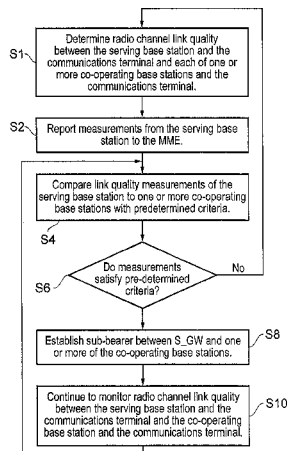 S1
Determine radio channel link quality
between the serving base station and the
communications terminal and each of one or
more co-operating base stations and the
communications terminal.
S2
Report measurements from the serving base
station to the MME.
Compare link quality measurements of the
serving base station to one or more co-operating
base stations with predetermined criteria.
S4
Do measurements
satisfy pre-determined
criteria?
No
S6
Establish sub-bearer between S_GW and one
or more of the co-operating base stations.
S8
Continue to monitor radio channel link quality
between the serving base station and the
communications terminal and the co-operating
base station and the communications terminal.
S10